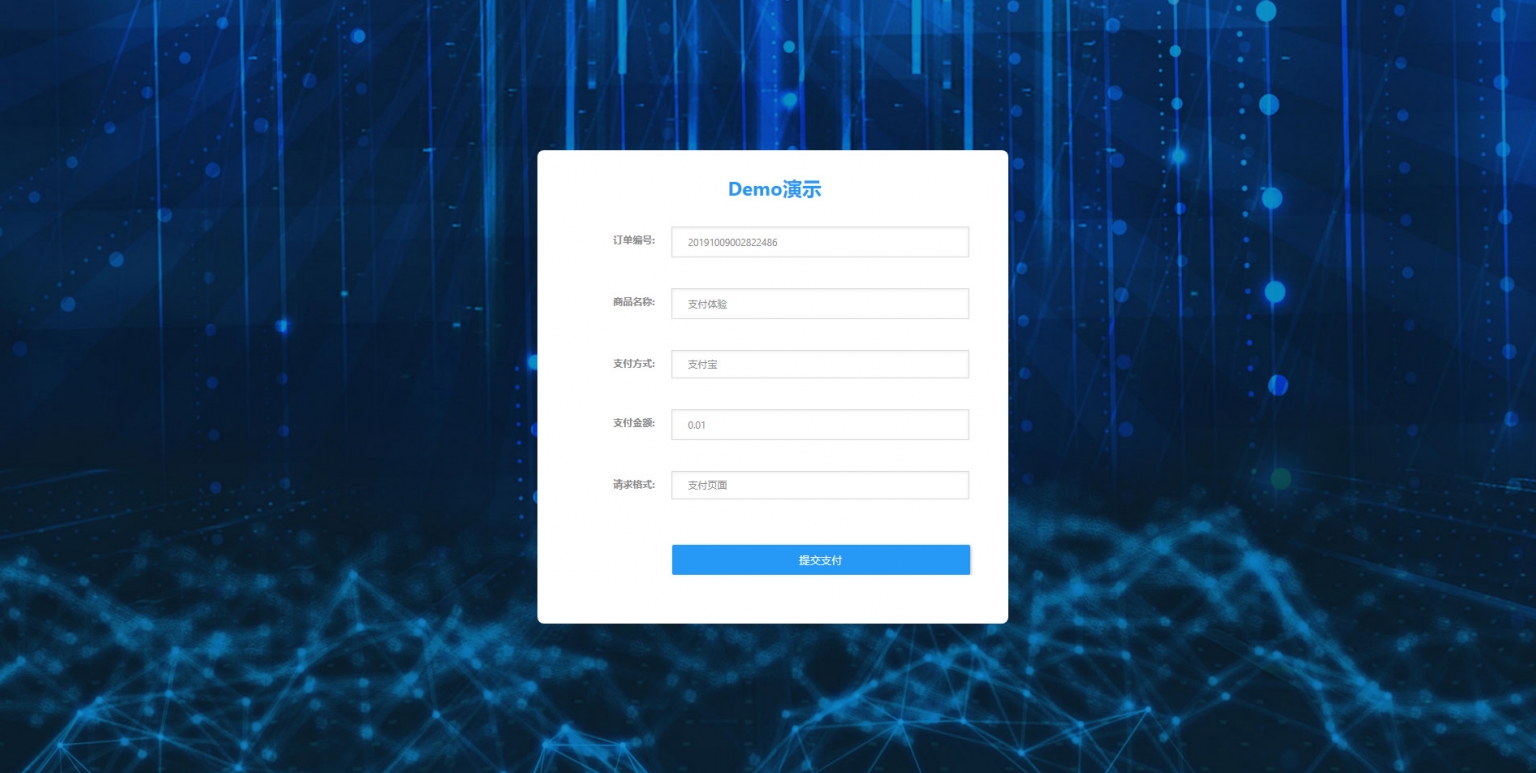 Demo演示
订单编号: 20191009002822486
商品名称: 支付体验
支付方式: 支付宝
支付金额: 0.01
请求格式: 支付页面
提交支付